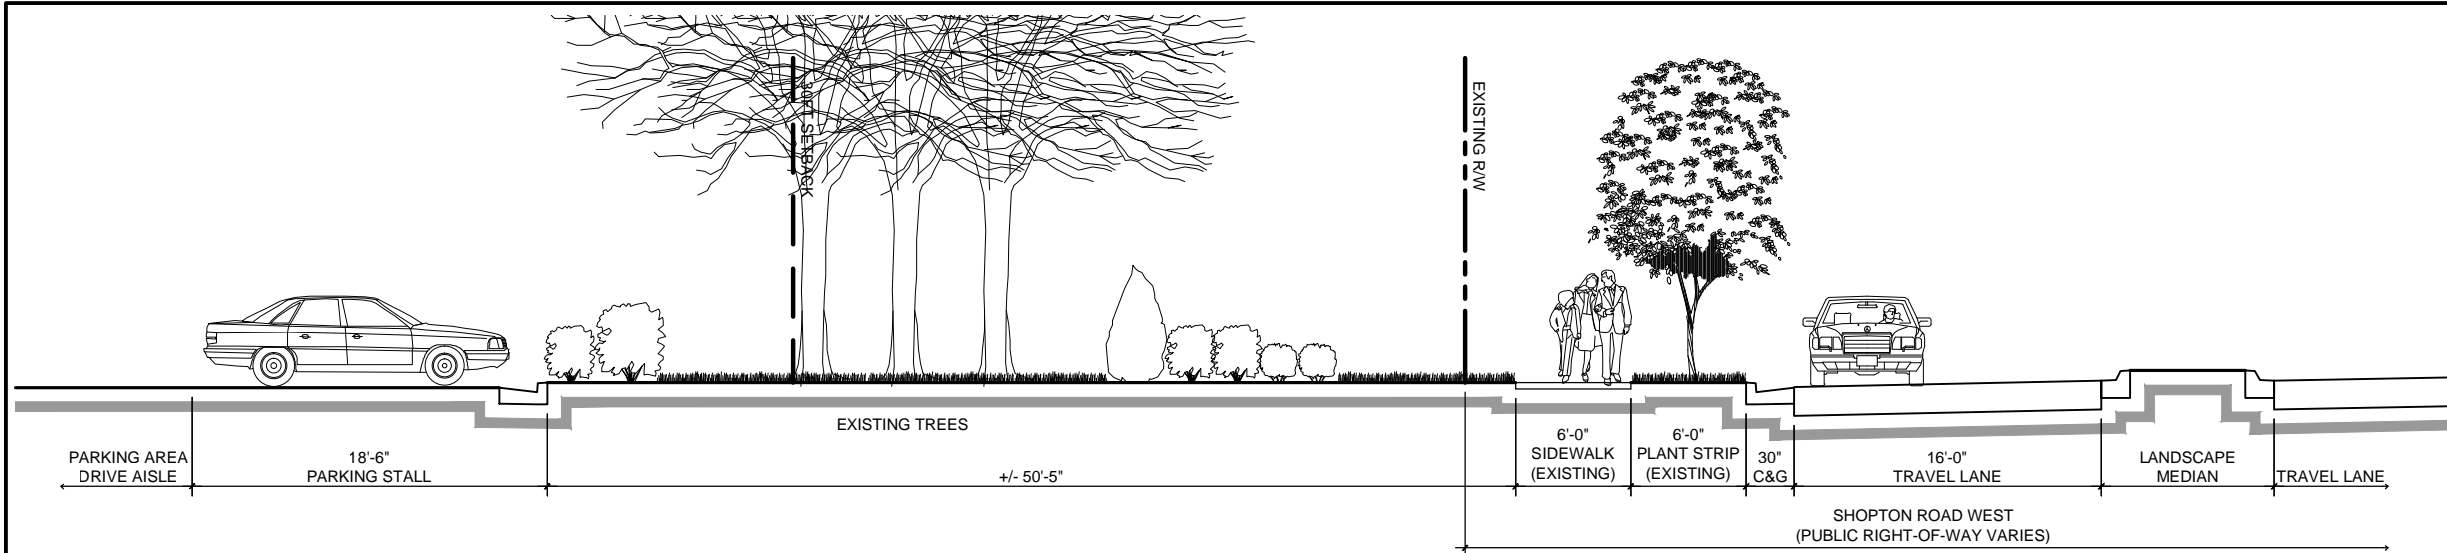 30FT SETBACK
EXISTING R/W
EXISTING TREES
PARKING AREA
DRIVE AISLE
18'-6"
PARKING STALL
+/- 50'-5"
6'-0"
SIDEWALK
(EXISTING)
6'-0"
PLANT STRIP
(EXISTING)
30"
C&G
16'-0"
TRAVEL LANE
LANDSCAPE
MEDIAN
TRAVEL LANE
SHOPTON ROAD WEST
(PUBLIC RIGHT-OF-WAY VARIES)